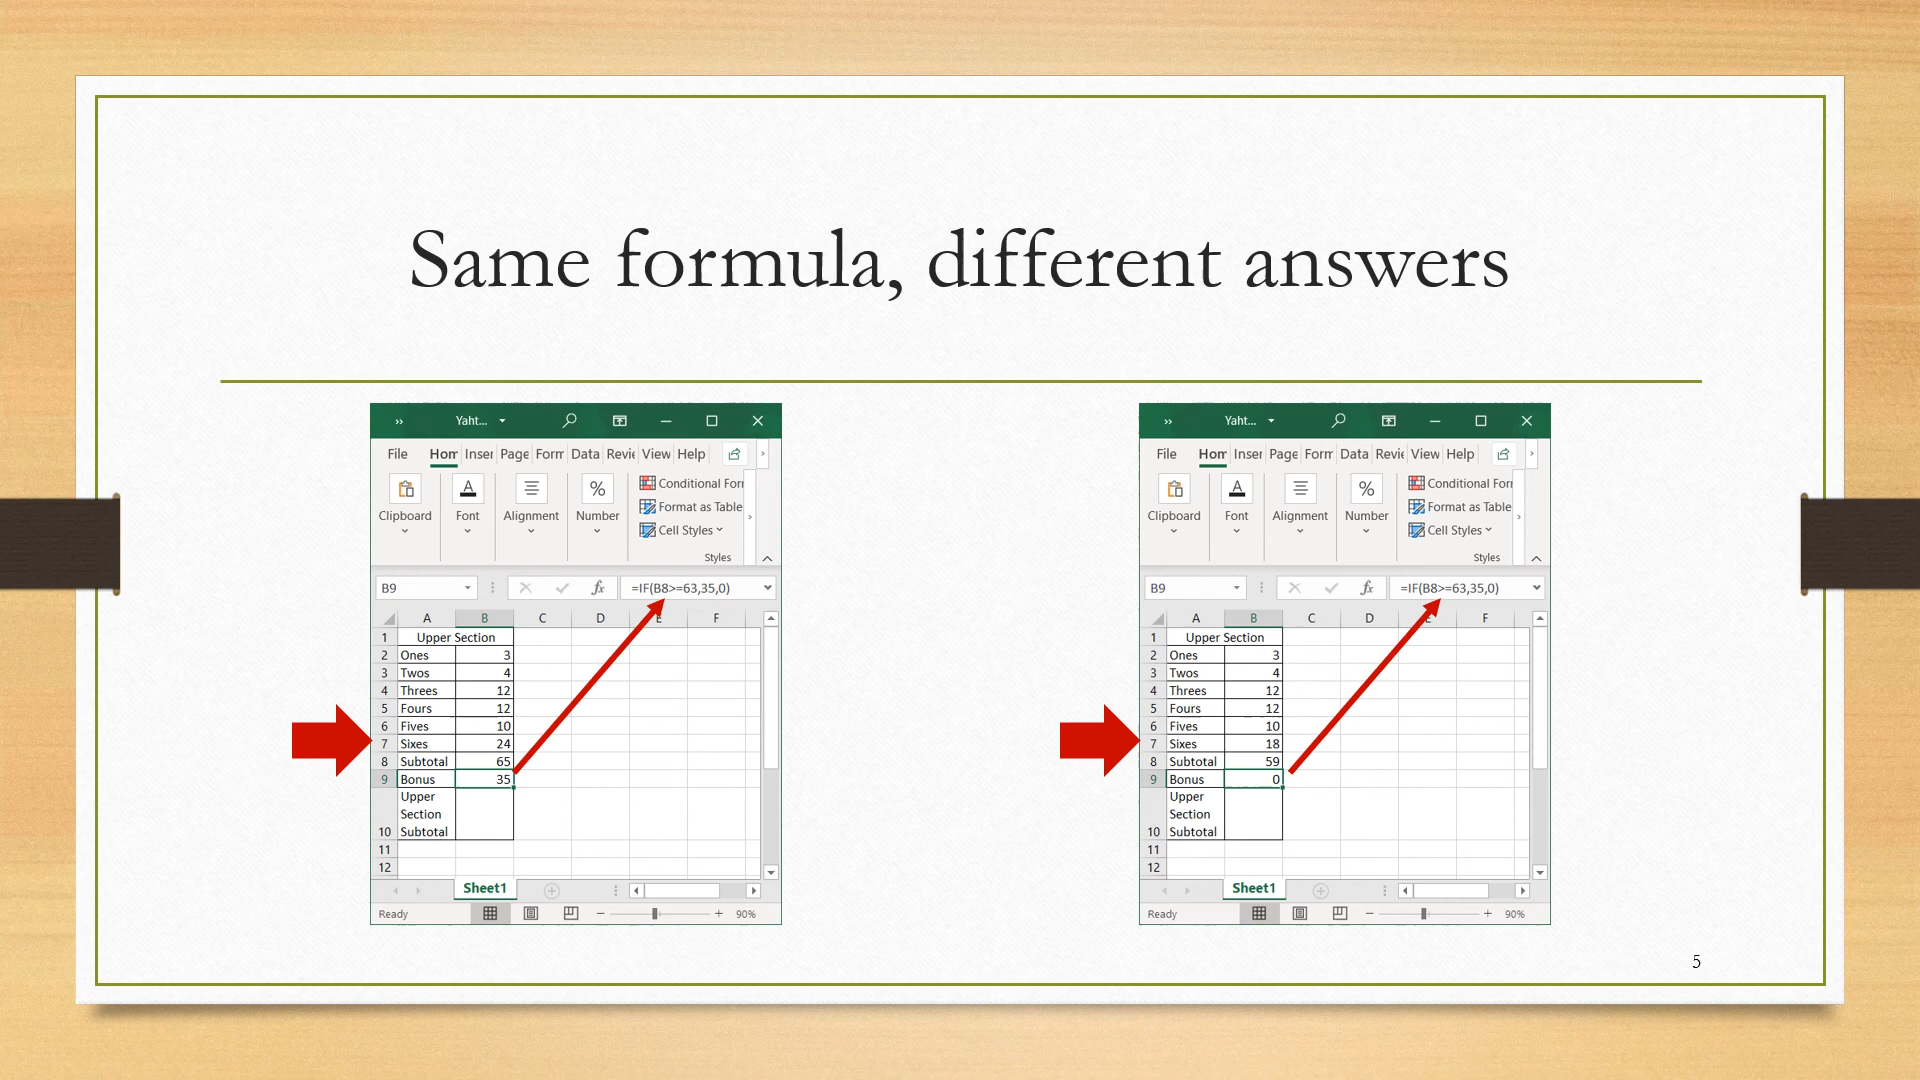 Same formula, different answers
Yaht...
File Hom Inser Page Form Data Revie View Help
Clipboard Font Alignment Number
Conditional For
Format as Table
Cell Styles
Styles
B9 fx =IF(B8>=63,35,0)
A B C D E F
1 Upper Section
2 Ones 3
3 Twos 4
4 Threes 12
5 Fours 12
6 Fives 10
7 Sixes 24
8 Subtotal 65
9 Bonus 35
Upper
Section
10 Subtotal
11
12
Sheet1
Ready 90%
Yaht...
File Hom Inser Page Form Data Revie View Help
Clipboard Font Alignment Number
Conditional For
Format as Table
Cell Styles
Styles
B9 fx =IF(B8>=63,35,0)
A B C D E F
1 Upper Section
2 Ones 3
3 Twos 4
4 Threes 12
5 Fours 12
6 Fives 10
7 Sixes 18
8 Subtotal 59
9 Bonus 0
Upper
Section
10 Subtotal
11
12
Sheet1
Ready 90%
5